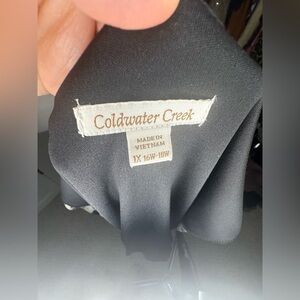 Coldwater Creek
MADE IN
VIETNAM
1X 16W-18W